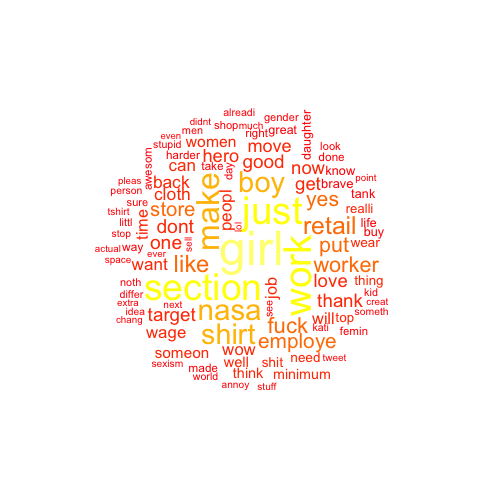 alreadi
didnt shop much gender
men right great
even women daughter
stupid move look
harder hero good done
awesom can take now know
pleas back day boy get brave point
person cloth make peopl yes tank
sure store just realli
tshirt time lol retail life
littl dont girl put buy
stop one work wear
actual way sell
space ever like worker
want section love thing
noth job kid
differ see thank creat
extra next nasa someth
idea target fuck will top
chang wage shirt kati femin
employe
someon wow need tweet
sexism well shit
made think minimum
world annoy stuff